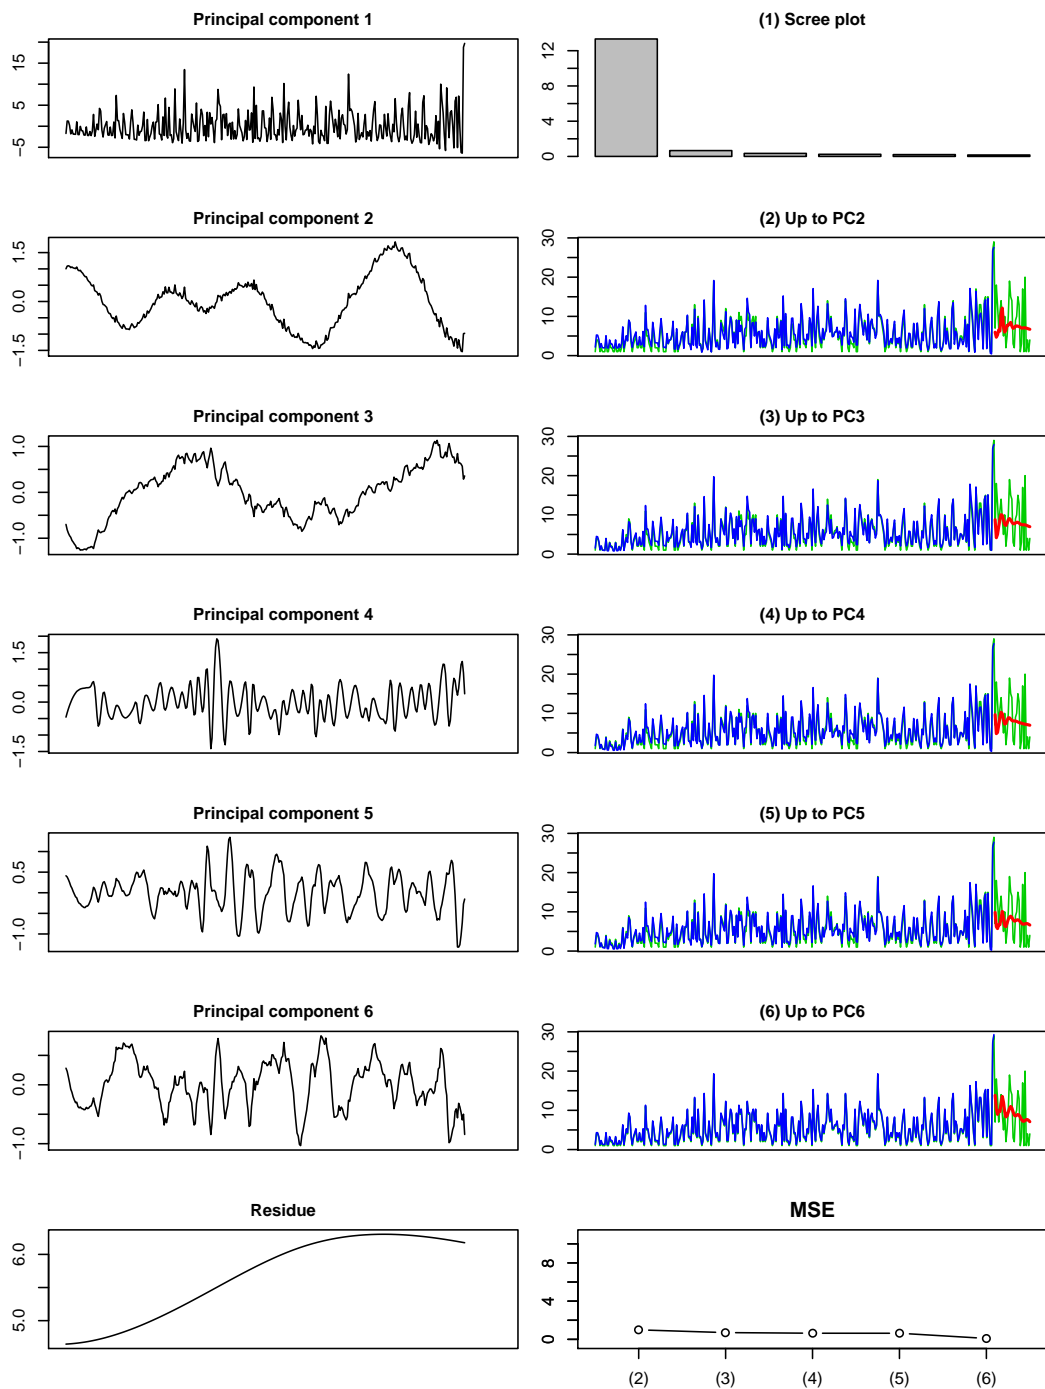 Principal component 1
−5 5 15
(1) Scree plot
0 4 8 12
Principal component 2
−1.5 0.0 1.5
(2) Up to PC2
0 10 20 30
Principal component 3
−1.0 0.0 1.0
(3) Up to PC3
0 10 20 30
Principal component 4
−1.5 0.0 1.5
(4) Up to PC4
0 10 20 30
Principal component 5
−1.0 0.5
(5) Up to PC5
0 10 20 30
Principal component 6
−1.0 0.0
(6) Up to PC6
0 10 20 30
Residue
5.0 6.0
MSE
0 4 8
(2) (3) (4) (5) (6)